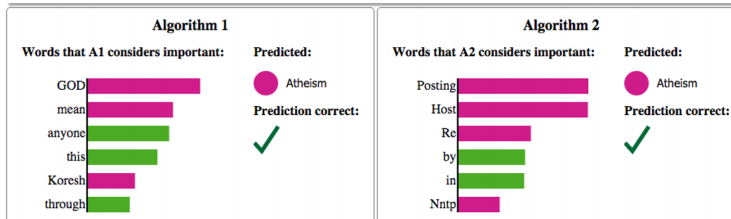 Algorithm 1
Words that A1 considers important:
Predicted:
GOD
mean
anyone
this
Koresh
through
Atheism
Prediction correct:
Algorithm 2
Words that A2 considers important:
Predicted:
Posting
Host
Re
by
in
Nntp
Atheism
Prediction correct: